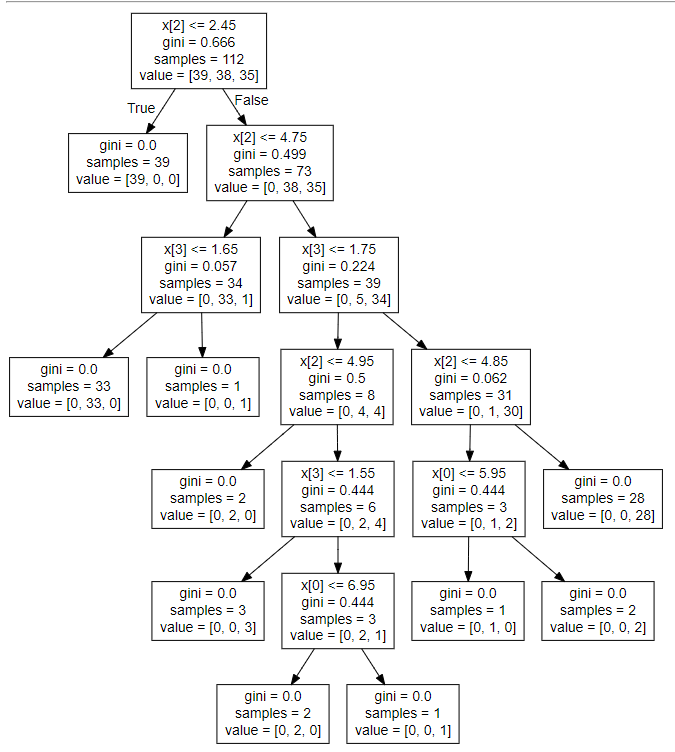 x[2] <= 2.45
gini = 0.666
samples = 112
value = [39, 38, 35]
True
False
gini = 0.0
samples = 39
value = [39, 0, 0]
x[2] <= 4.75
gini = 0.499
samples = 73
value = [0, 38, 35]
x[3] <= 1.65
gini = 0.057
samples = 34
value = [0, 33, 1]
x[3] <= 1.75
gini = 0.224
samples = 39
value = [0, 5, 34]
gini = 0.0
samples = 33
value = [0, 33, 0]
gini = 0.0
samples = 1
value = [0, 0, 1]
x[2] <= 4.95
gini = 0.5
samples = 8
value = [0, 4, 4]
x[2] <= 4.85
gini = 0.062
samples = 31
value = [0, 1, 30]
gini = 0.0
samples = 2
value = [0, 2, 0]
x[3] <= 1.55
gini = 0.444
samples = 6
value = [0, 2, 4]
x[0] <= 5.95
gini = 0.444
samples = 3
value = [0, 1, 2]
gini = 0.0
samples = 28
value = [0, 0, 28]
gini = 0.0
samples = 3
value = [0, 0, 3]
x[0] <= 6.95
gini = 0.444
samples = 3
value = [0, 2, 1]
gini = 0.0
samples = 1
value = [0, 1, 0]
gini = 0.0
samples = 2
value = [0, 0, 2]
gini = 0.0
samples = 2
value = [0, 2, 0]
gini = 0.0
samples = 1
value = [0, 0, 1]